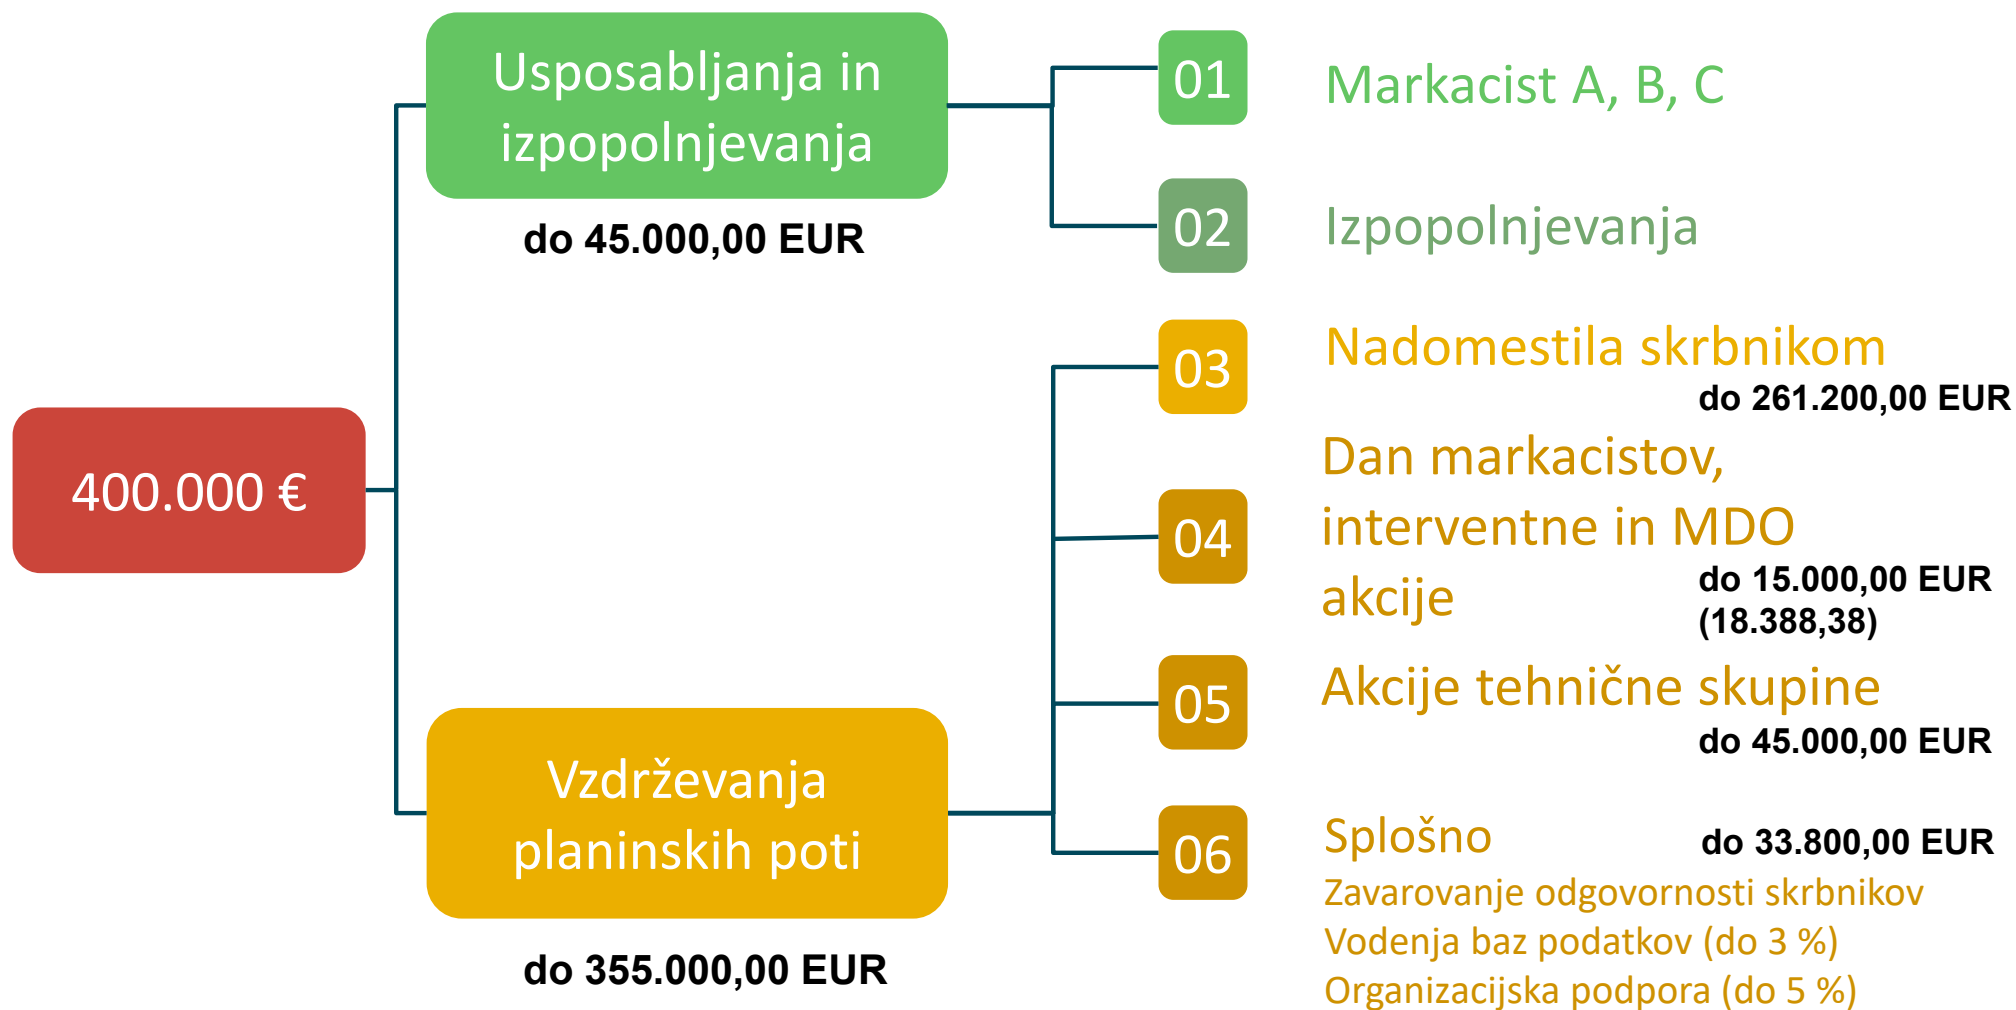 400.000 €
Usposabljanja in
izpopolnjevanja
do 45.000,00 EUR
01
Markacist A, B, C
02
Izpopolnjevanja
Vzdrževanja
planinskih poti
do 355.000,00 EUR
03
Nadomestila skrbnikom
do 261.200,00 EUR
04
Dan markacistov,
interventne in MDO
akcije
do 15.000,00 EUR
(18.388,38)
05
Akcije tehnične skupine
do 45.000,00 EUR
06
Splošno
do 33.800,00 EUR
Zavarovanje odgovornosti skrbnikov
Vodenja baz podatkov (do 3 %)
Organizacijska podpora (do 5 %)